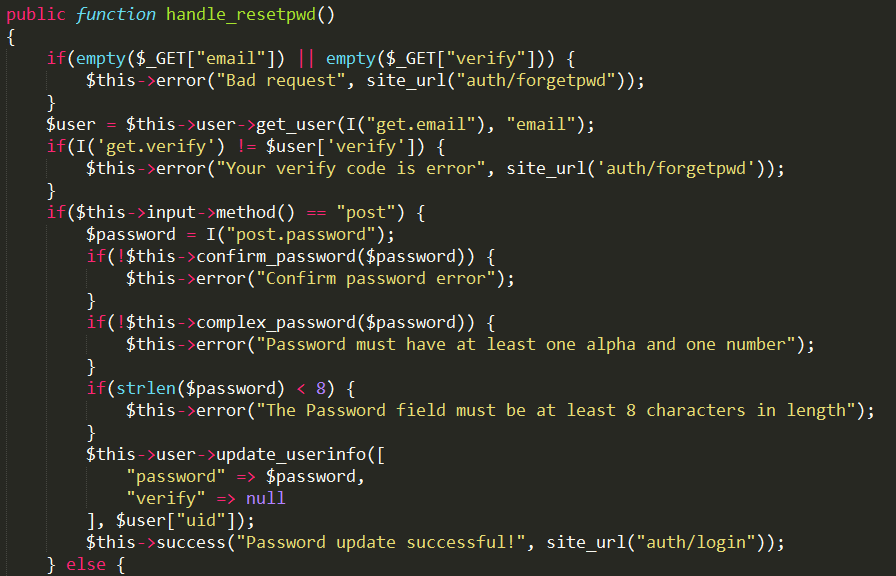 public function handle_resetpwd()
{
    if(empty($_GET["email"]) || empty($_GET["verify"])) {
        $this->error("Bad request", site_url("auth/forgetpwd"));
    }
    $user = $this->user->get_user(I("get.email"), "email");
    if(I('get.verify') != $user['verify']) {
        $this->error("Your verify code is error", site_url('auth/forgetpwd'));
    }
    if($this->input->method() == "post") {
        $password = I("post.password");
        if(!$this->confirm_password($password)) {
            $this->error("Confirm password error");
        }
        if(!$this->complex_password($password)) {
            $this->error("Password must have at least one alpha and one number");
        }
        if(strlen($password) < 8) {
            $this->error("The Password field must be at least 8 characters in length");
        }
        $this->user->update_userinfo([
            "password" => $password,
            "verify" => null
        ], $user["uid"]);
        $this->success("Password update successful!", site_url("auth/login"));
    } else {